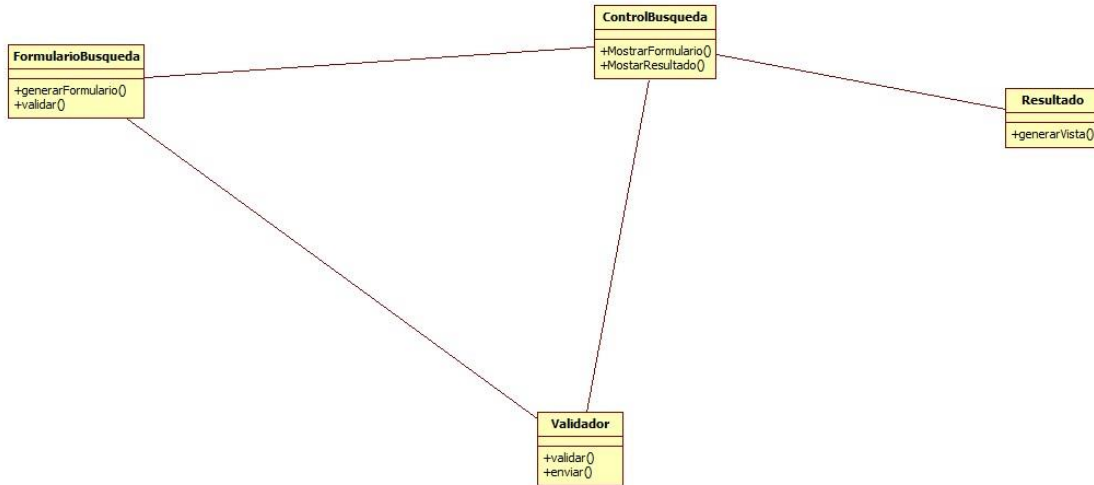 FormularioBusqueda
+generarFormulario()
+validar()
ControlBusqueda
+MostrarFormulario()
+MostarResultado()
Resultado
+generarVista()
Validador
+validar()
+enviar()